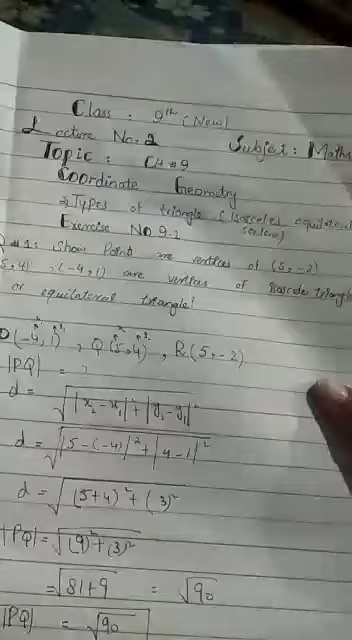 Class : 9th (New)
Lecture No. 2 Subject : Maths
Topic : CH # 9
Coordinate Geometry
⇒ Types of triangle (Isosceles equilateral
scelene)
Exercise NO 9.2
#1: Show Point are vertices of (5,-2)
5,4), (-4,1) are vertices of isoscele triangle
or equilateral triangle?
P(-4,1), Q(5,4), R(5,-2)
|PQ| = ?
d = √|x₂ - x₁|² + |y₂ - y₁|²
d = √|5-(-4)|² + |4-1|²
d = √(5+4)² + (3)²
|PQ| = √(9)² + (3)²
= √81+9 = √90
|PQ| = √90